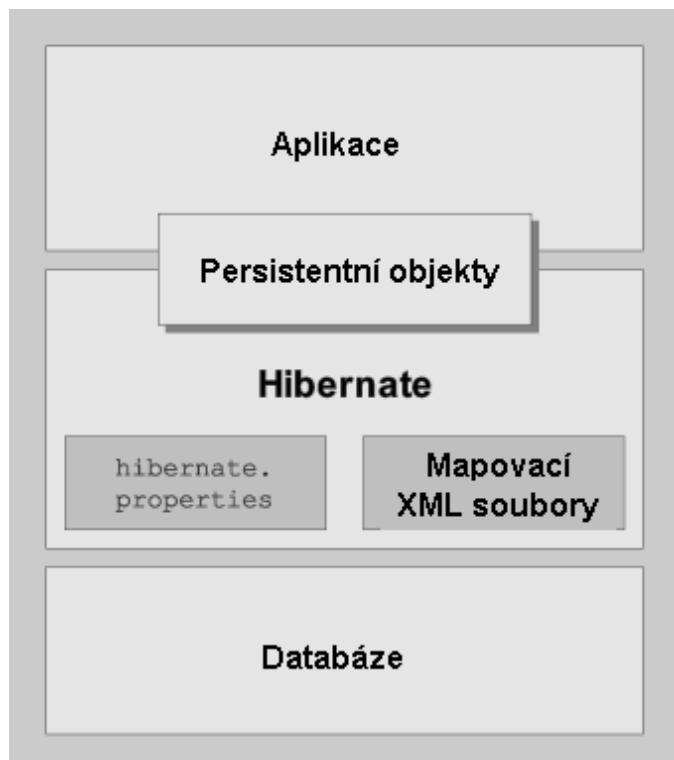 Aplikace
Persistentní objekty
Hibernate
hibernate.
properties
Mapovací
XML soubory
Databáze